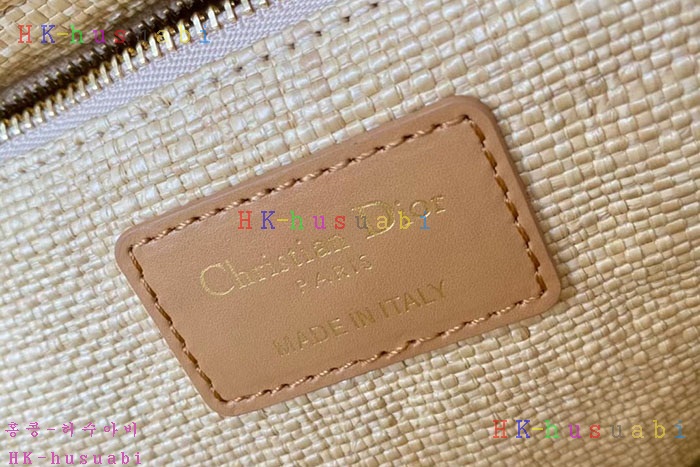 HK-husuabi
HK-husuabi
Christian Dior
PARIS
MADE IN ITALY
홍콩-허수아비
HK-husuabi
HK-husuabi